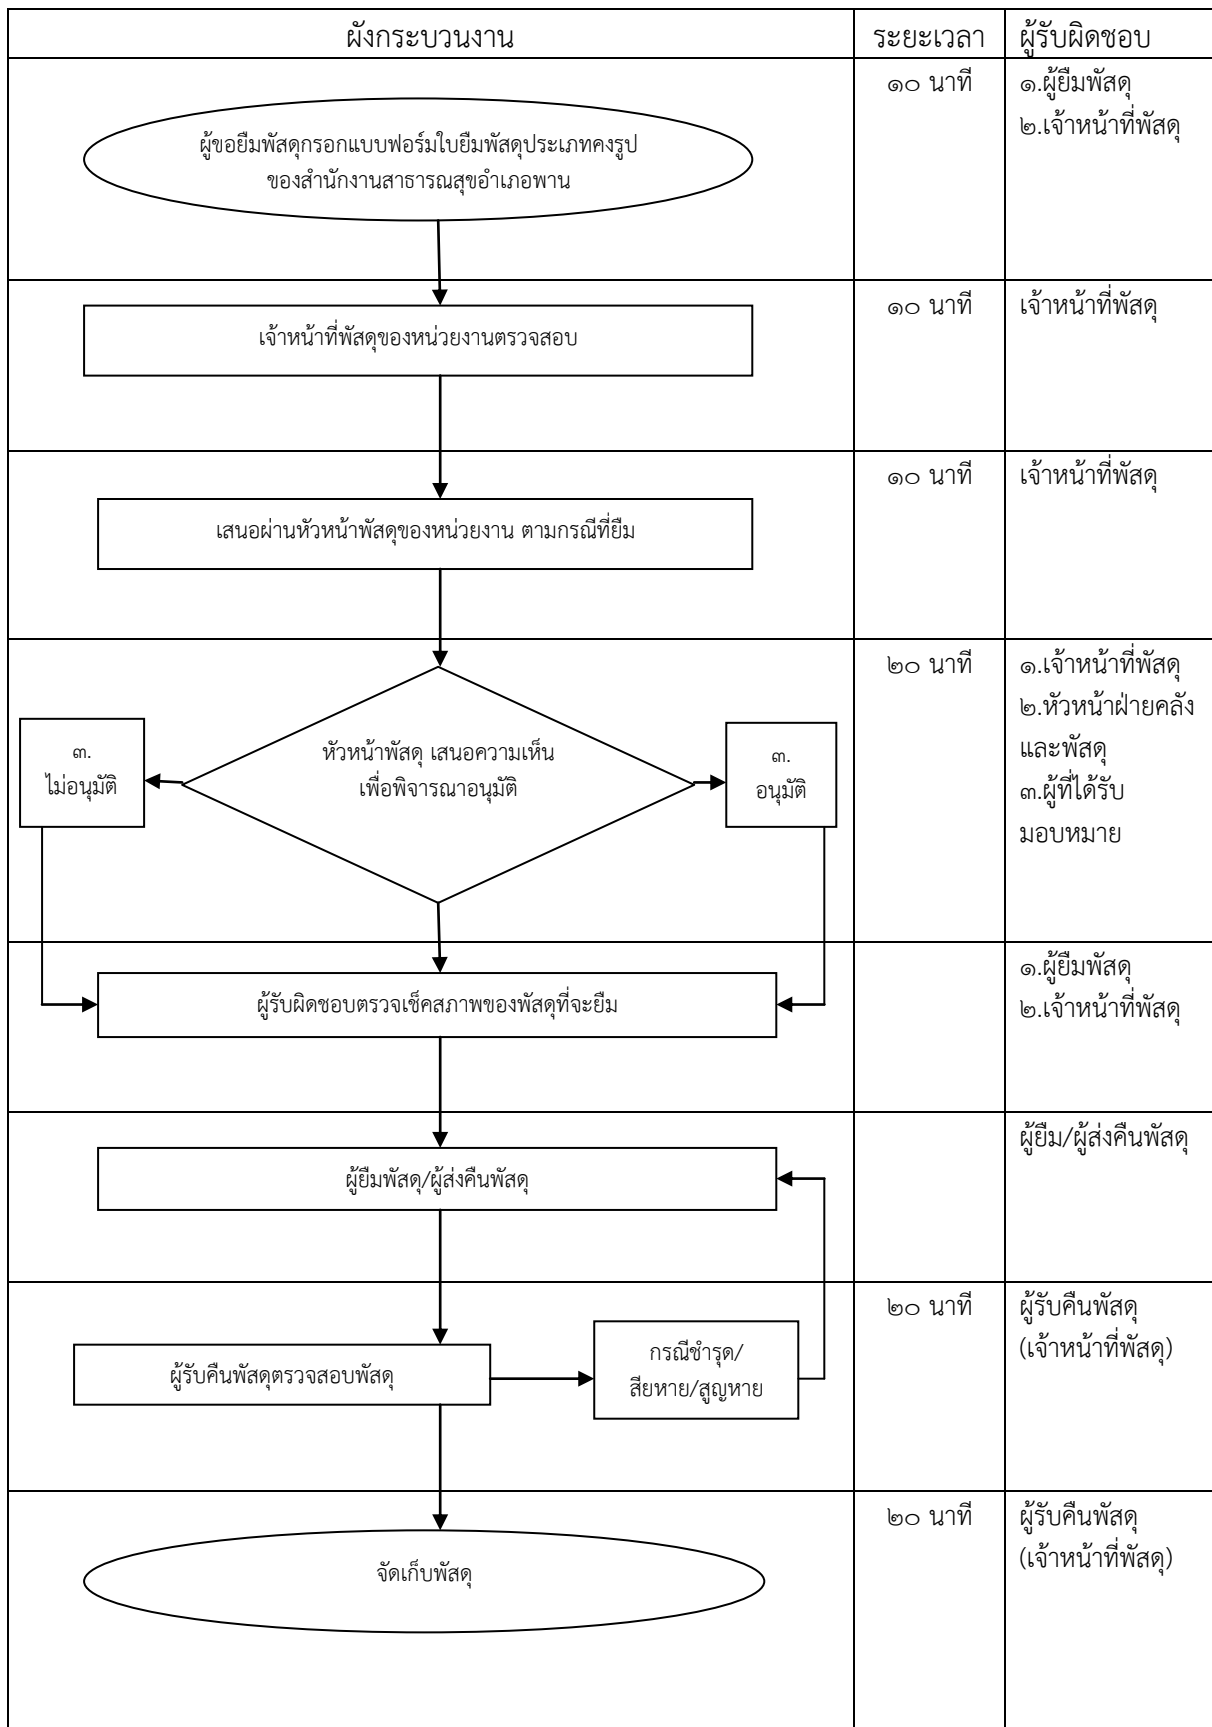 ผังกระบวนงาน
ระยะเวลา
ผู้รับผิดชอบ
ผู้ขอยืมพัสดุกรอกแบบฟอร์มใบยืมพัสดุประเภทคงรูป
ของสำนักงานสาธารณสุขอำเภอพาน
๑๐ นาที
๑.ผู้ยืมพัสดุ
๒.เจ้าหน้าที่พัสดุ
เจ้าหน้าที่พัสดุของหน่วยงานตรวจสอบ
๑๐ นาที
เจ้าหน้าที่พัสดุ
เสนอผ่านหัวหน้าพัสดุของหน่วยงาน ตามกรณีที่ยืม
๑๐ นาที
เจ้าหน้าที่พัสดุ
๓.
ไม่อนุมัติ
หัวหน้าพัสดุ เสนอความเห็น
เพื่อพิจารณาอนุมัติ
๓.
อนุมัติ
๒๐ นาที
๑.เจ้าหน้าที่พัสดุ
๒.หัวหน้าฝ่ายคลัง
และพัสดุ
๓.ผู้ที่ได้รับ
มอบหมาย
ผู้รับผิดชอบตรวจเช็คสภาพของพัสดุที่จะยืม
๑.ผู้ยืมพัสดุ
๒.เจ้าหน้าที่พัสดุ
ผู้ยืมพัสดุ/ผู้ส่งคืนพัสดุ
ผู้ยืม/ผู้ส่งคืนพัสดุ
ผู้รับคืนพัสดุตรวจสอบพัสดุ
กรณีชำรุด/
สียหาย/สูญหาย
๒๐ นาที
ผู้รับคืนพัสดุ
(เจ้าหน้าที่พัสดุ)
จัดเก็บพัสดุ
๒๐ นาที
ผู้รับคืนพัสดุ
(เจ้าหน้าที่พัสดุ)